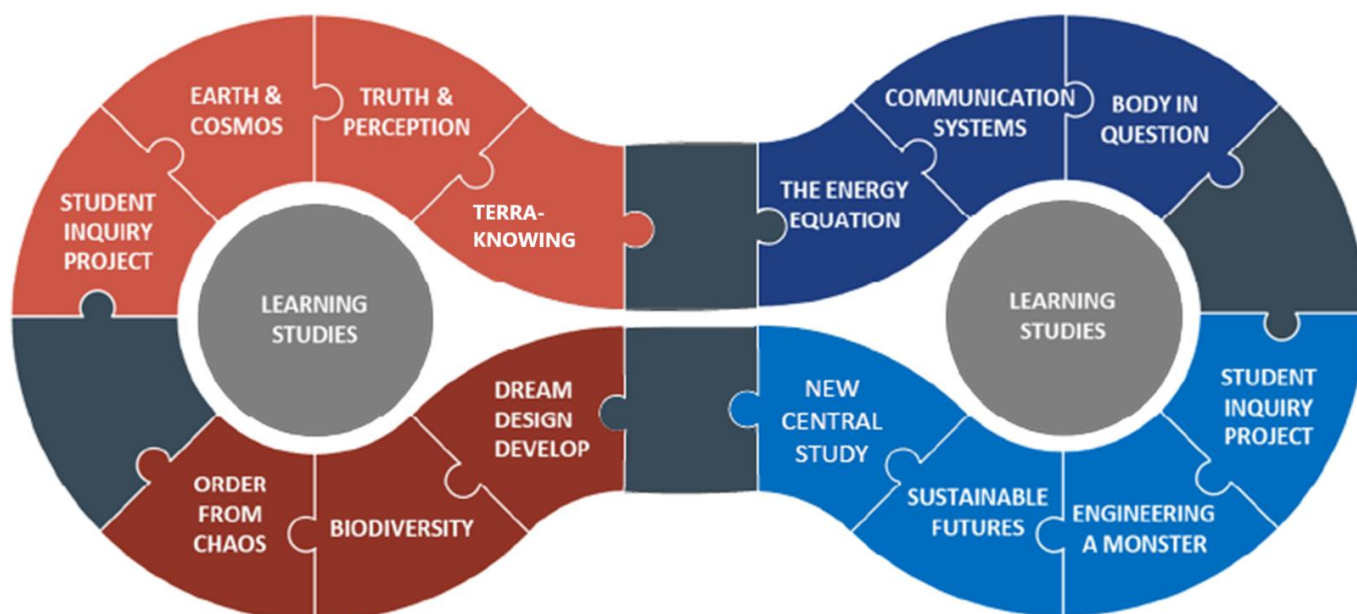 EARTH &
COSMOS
TRUTH &
PERCEPTION
COMMUNICATION
SYSTEMS
BODY IN
QUESTION
STUDENT
INQUIRY
PROJECT
TERRA-
KNOWING
THE ENERGY
EQUATION
LEARNING
STUDIES
LEARNING
STUDIES
DREAM
DESIGN
DEVELOP
NEW
CENTRAL
STUDY
STUDENT
INQUIRY
PROJECT
ORDER
FROM
CHAOS
BIODIVERSITY
SUSTAINABLE
FUTURES
ENGINEERING
A MONSTER